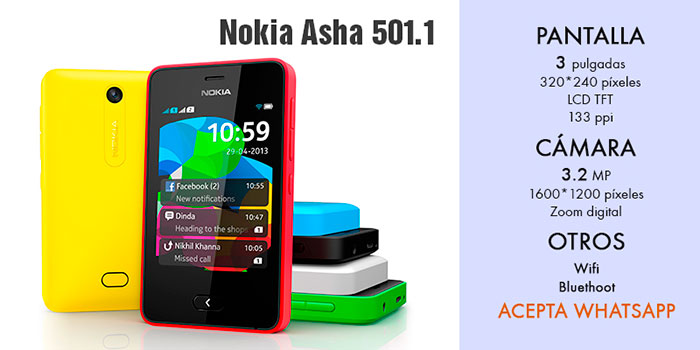 Nokia Asha 501.1
NOKIA
10:59
29-04-2013
Facebook (2) 10:55
New notifications
Dinda 10:47
Heading to the shops 1
Nikhil Khanna 10:05
Missed call 1
PANTALLA
3 pulgadas
320*240 píxeles
LCD TFT
133 ppi
CÁMARA
3.2 MP
1600*1200 píxeles
Zoom digital
OTROS
Wifi
Bluethoot
ACEPTA WHATSAPP